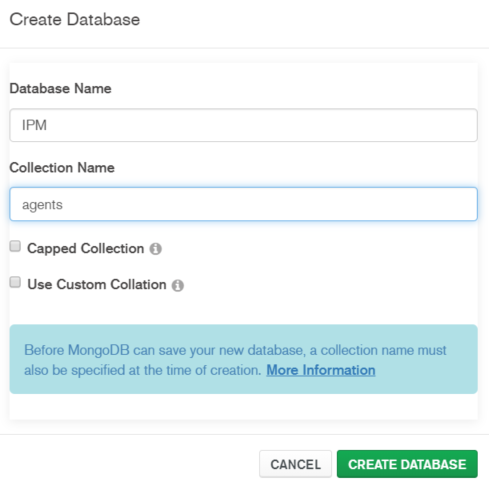 Create Database
Database Name
IPM
Collection Name
agents
Capped Collection
Use Custom Collation
Before MongoDB can save your new database, a collection name must
also be specified at the time of creation. More Information
CANCEL CREATE DATABASE